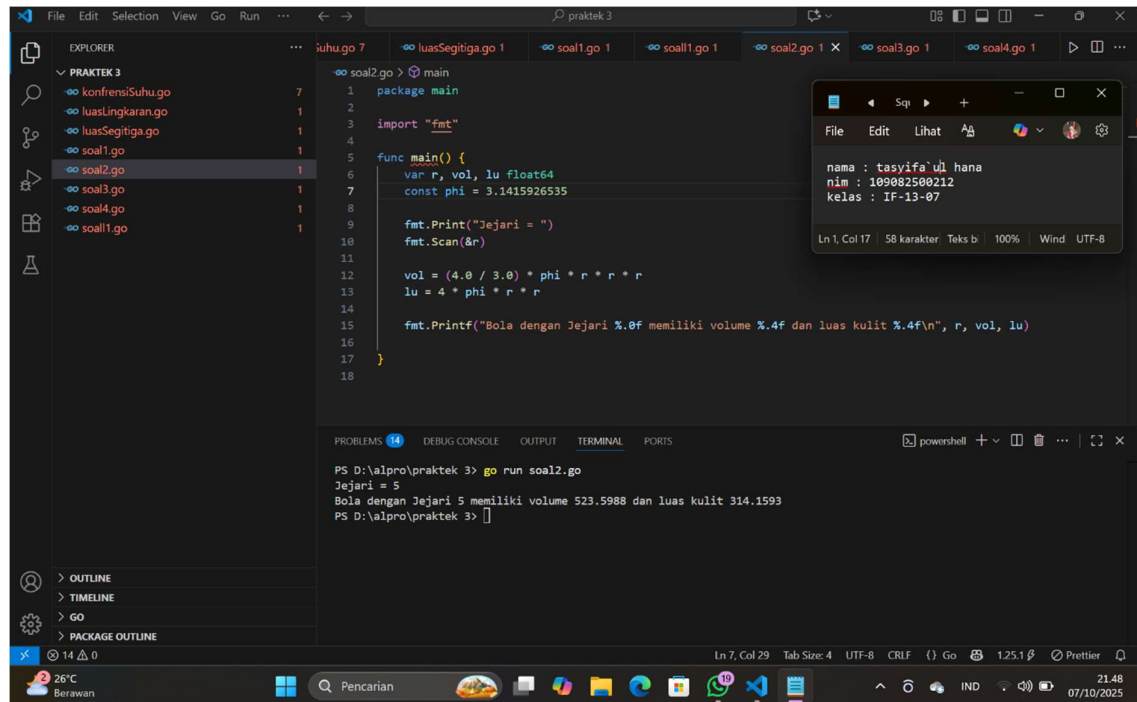 File Edit Selection View Go Run ··· praktek 3
EXPLORER ···
PRAKTEK 3
konfrensiSuhu.go 7
luasLingkaran.go 1
luasSegitiga.go 1
soal1.go 1
soal2.go 1
soal3.go 1
soal4.go 1
soall1.go 1
OUTLINE
TIMELINE
GO
PACKAGE OUTLINE
Suhu.go 7 luasSegitiga.go 1 soal1.go 1 soall1.go 1 soal2.go 1 soal3.go 1 soal4.go 1 ···
soal2.go > main
1 package main
2
3 import "fmt"
4
5 func main() {
6 var r, vol, lu float64
7 const phi = 3.1415926535
8
9 fmt.Print("Jejari = ")
10 fmt.Scan(&r)
11
12 vol = (4.0 / 3.0) * phi * r * r * r
13 lu = 4 * phi * r * r
14
15 fmt.Printf("Bola dengan Jejari %.0f memiliki volume %.4f dan luas kulit %.4f\n", r, vol, lu)
16
17 }
18
Squ +
File Edit Lihat
nama : tasyifa`ul hana
nim : 109082500212
kelas : IF-13-07
Ln 1, Col 17 58 karakter Teks bi 100% Wind UTF-8
PROBLEMS 14 DEBUG CONSOLE OUTPUT TERMINAL PORTS powershell
PS D:\alpro\praktek 3> go run soal2.go
Jejari = 5
Bola dengan Jejari 5 memiliki volume 523.5988 dan luas kulit 314.1593
PS D:\alpro\praktek 3>
14 0 Ln 7, Col 29 Tab Size: 4 UTF-8 CRLF {} Go 1.25.1 Prettier
2 26°C
Berawan
Pencarian
19
IND
21.48
07/10/2025